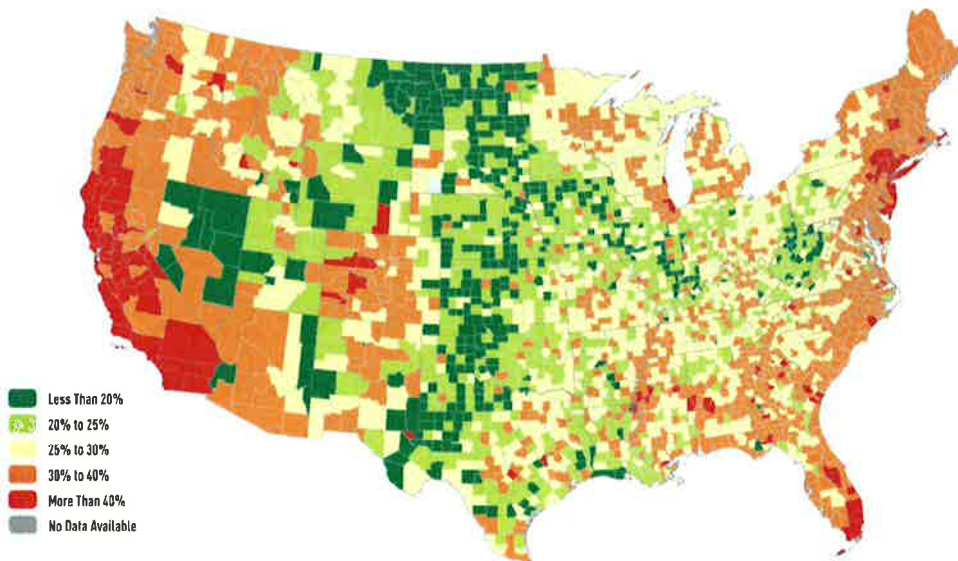 Less Than 20%
20% to 25%
25% to 30%
30% to 40%
More Than 40%
No Data Available